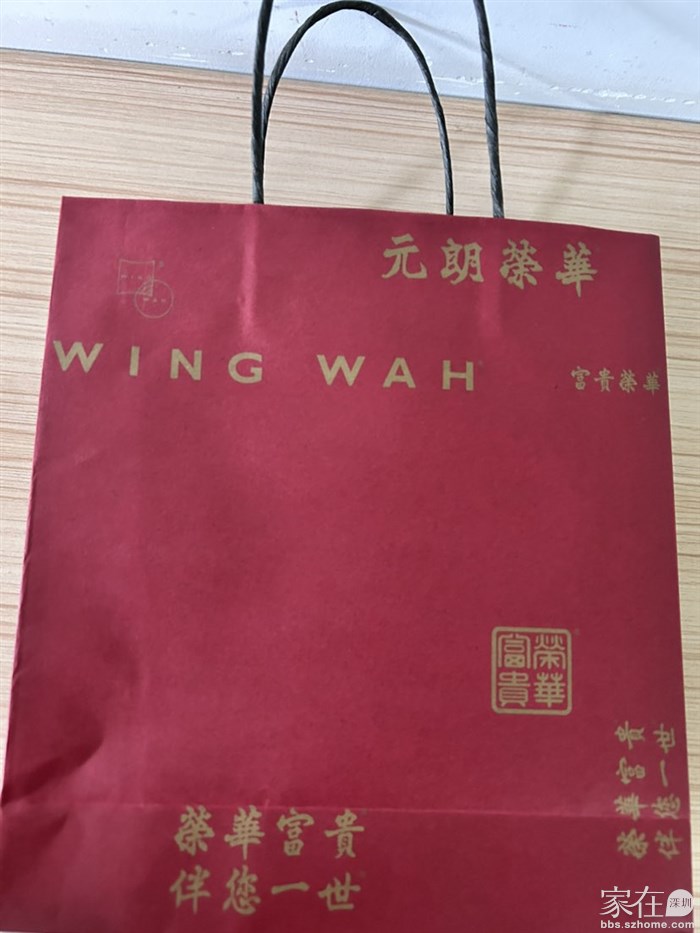 元朗榮華
WING WAH
富貴榮華
榮華
富貴
榮華富貴
伴您一世
榮華富貴
伴您一世
家在深圳
bbs.szhome.com